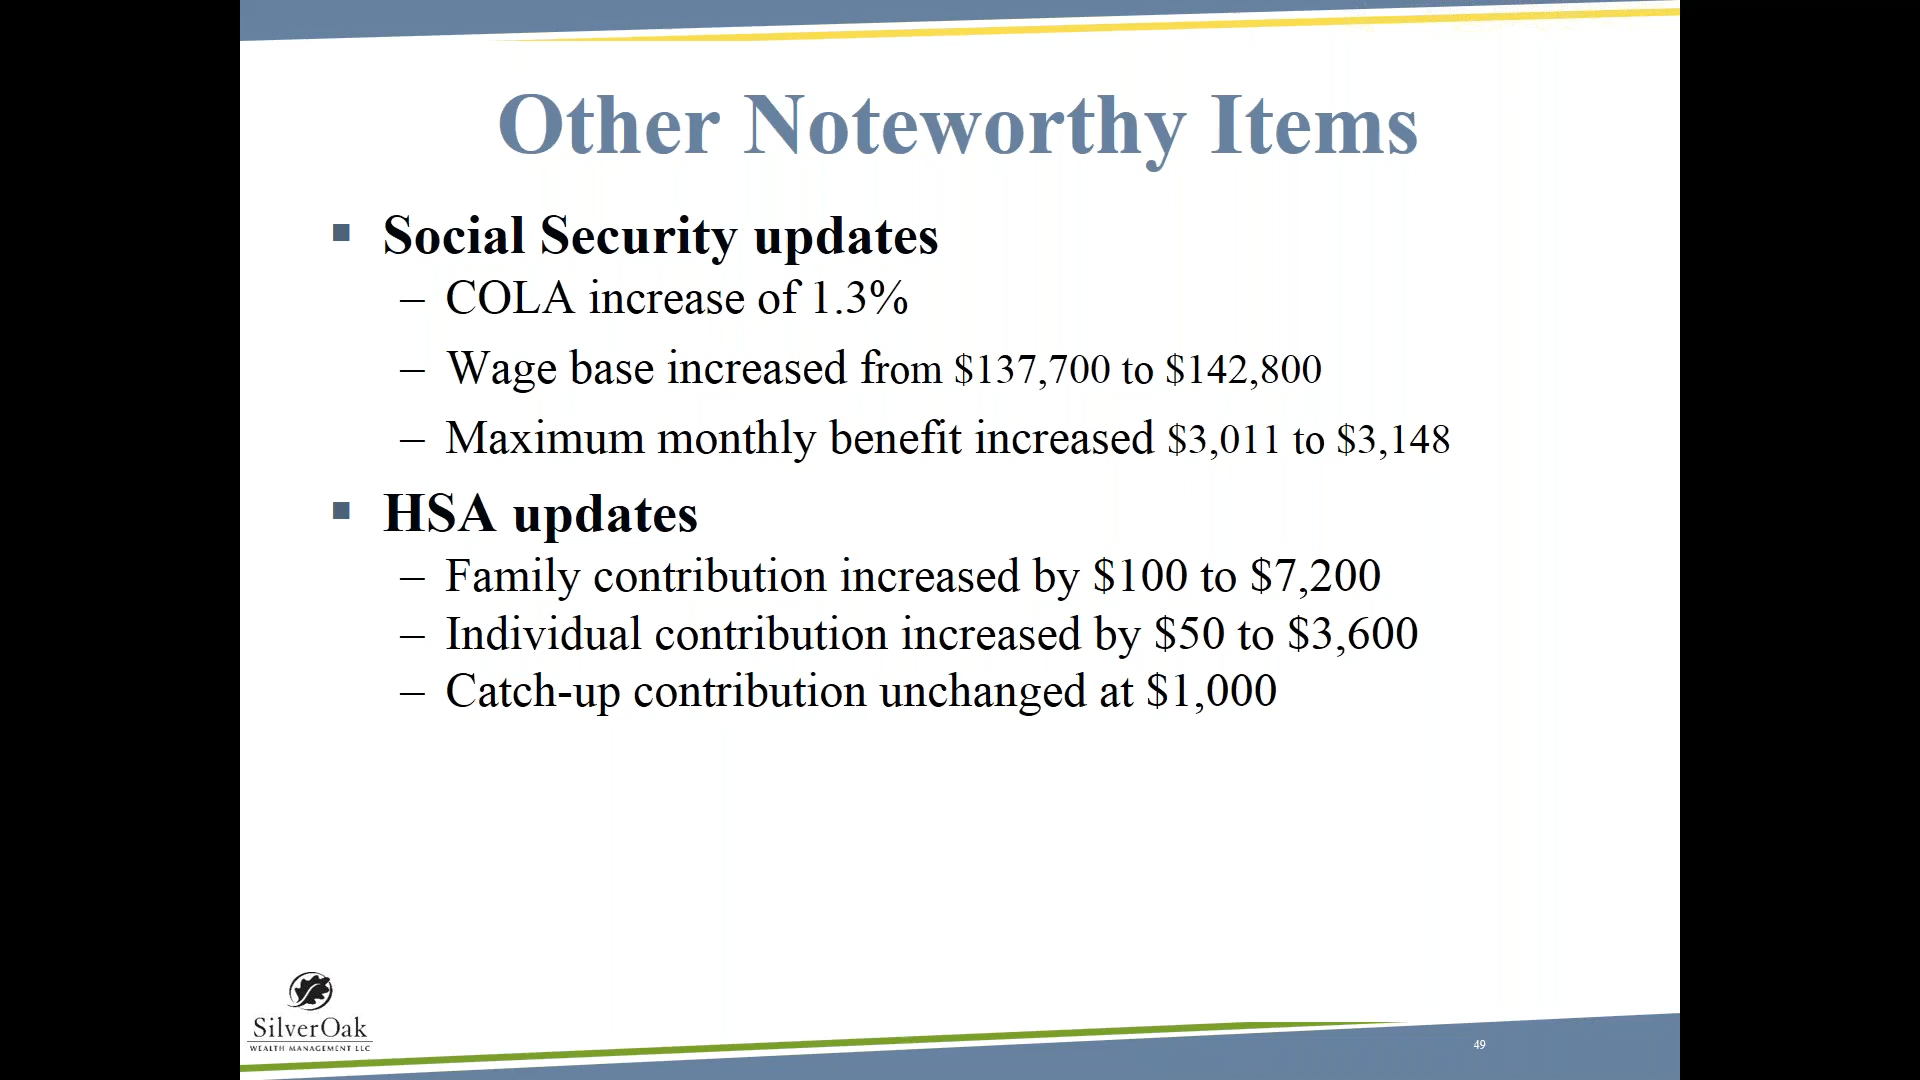 Other Noteworthy Items
▪ Social Security updates
– COLA increase of 1.3%
– Wage base increased from $137,700 to $142,800
– Maximum monthly benefit increased $3,011 to $3,148
▪ HSA updates
– Family contribution increased by $100 to $7,200
– Individual contribution increased by $50 to $3,600
– Catch-up contribution unchanged at $1,000
SilverOak
WEALTH MANAGEMENT LLC
49